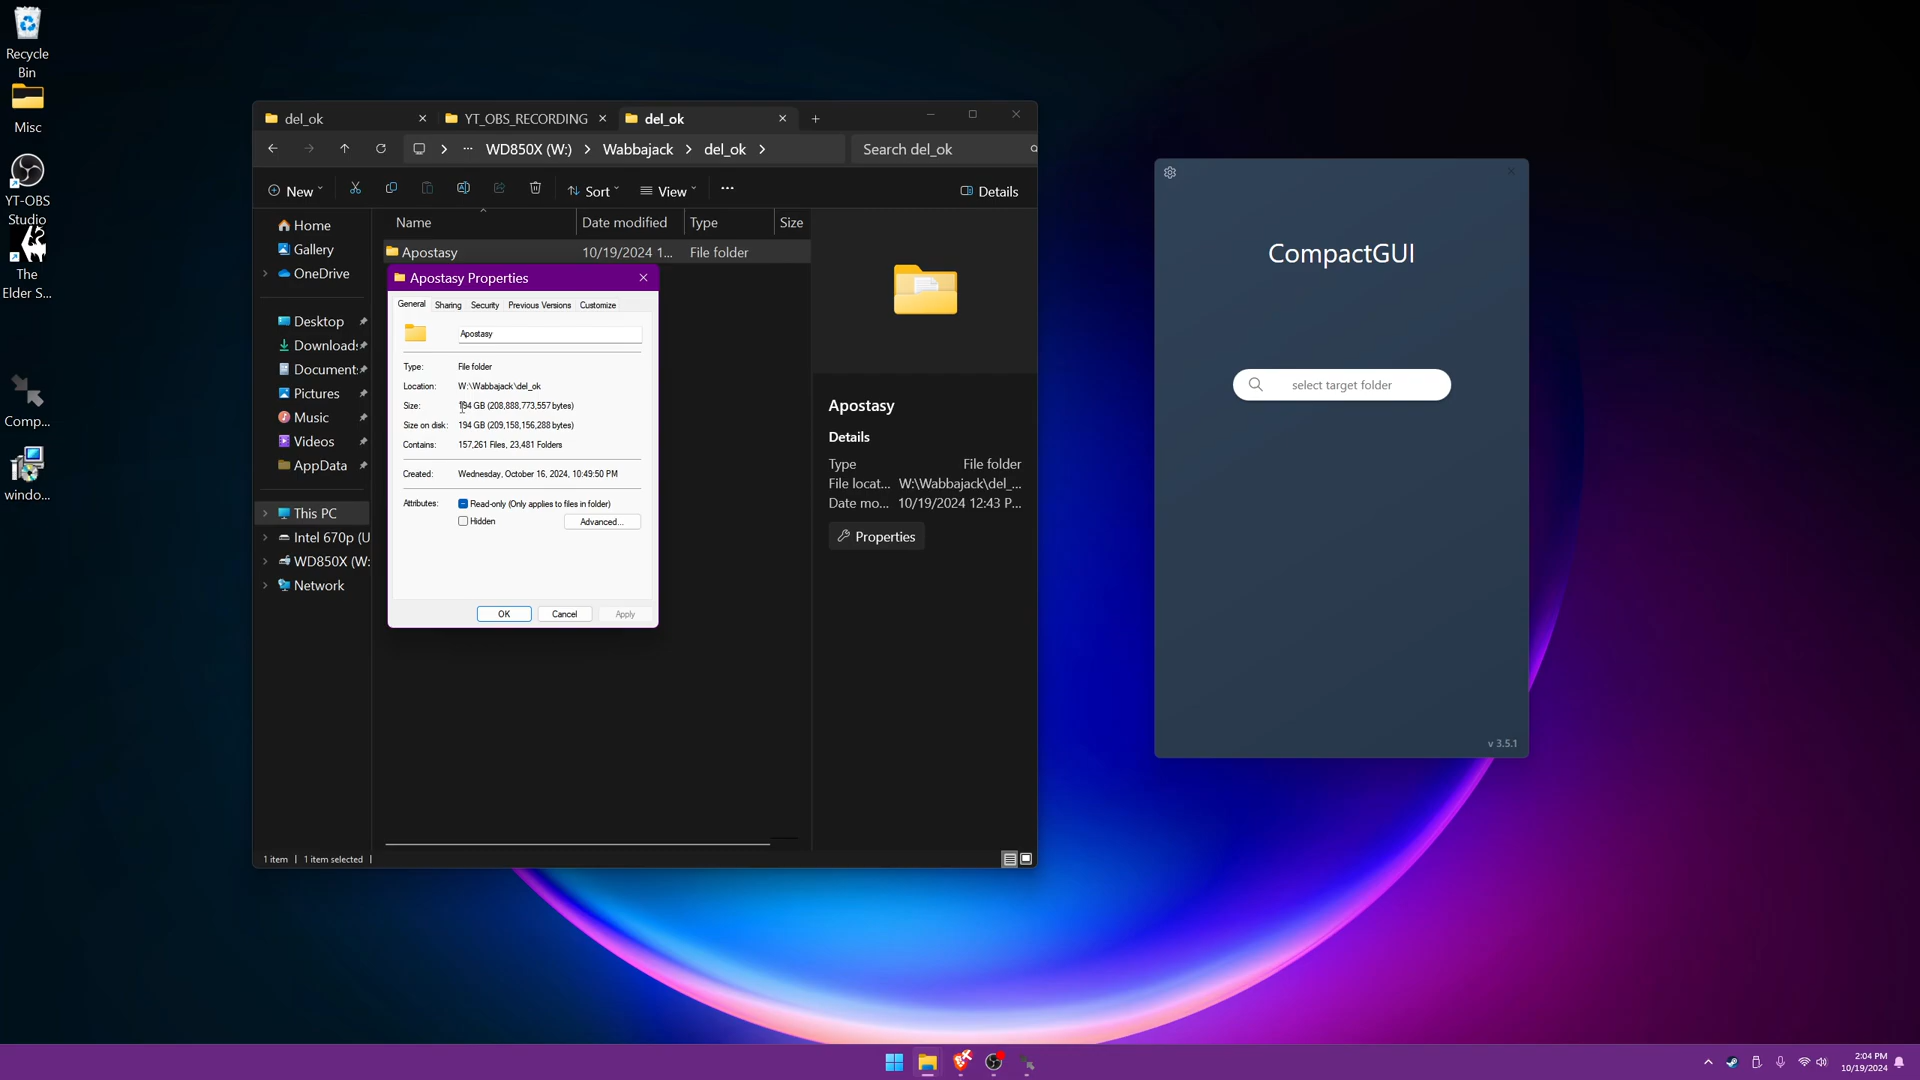 Recycle
Bin
Misc
YT-OBS
Studio
The
Elder S...
Comp...
windo...
del_ok
YT_OBS_RECORDING
del_ok
WD850X (W:)
Wabbajack
del_ok
Search del_ok
New
Sort
View
Details
Name
Date modified
Type
Size
Home
Gallery
OneDrive
Desktop
Downloads
Document:
Pictures
Music
Videos
AppData
This PC
Intel 670p (U
WD850X (W:
Network
Apostasy
10/19/2024 1...
File folder
Apostasy Properties
General
Sharing
Security
Previous Versions
Customize
Apostasy
Type: File folder
Location: W:\Wabbajack\del_ok
Size: 194 GB (208,888,773,557 bytes)
Size on disk: 194 GB (209,158,156,288 bytes)
Contains: 157,261 Files, 23,481 Folders
Created: Wednesday, October 16, 2024, 10:49:50 PM
Attributes: Read-only (Only applies to files in folder)
Hidden
Advanced...
OK
Cancel
Apply
Apostasy
Details
Type File folder
File locat... W:\Wabbajack\del_...
Date mo... 10/19/2024 12:43 P...
Properties
1 item
1 item selected
CompactGUI
select target folder
v 3.5.1
2:04 PM
10/19/2024